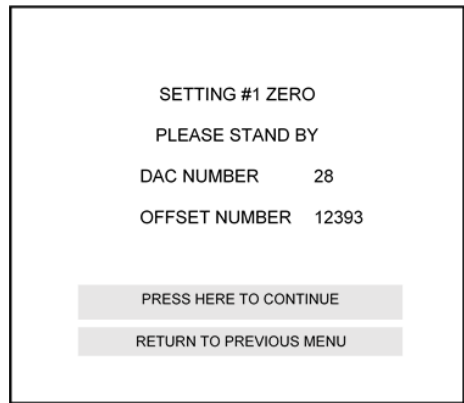 SETTING #1 ZERO
PLEASE STAND BY
DAC NUMBER 28
OFFSET NUMBER 12393
PRESS HERE TO CONTINUE
RETURN TO PREVIOUS MENU